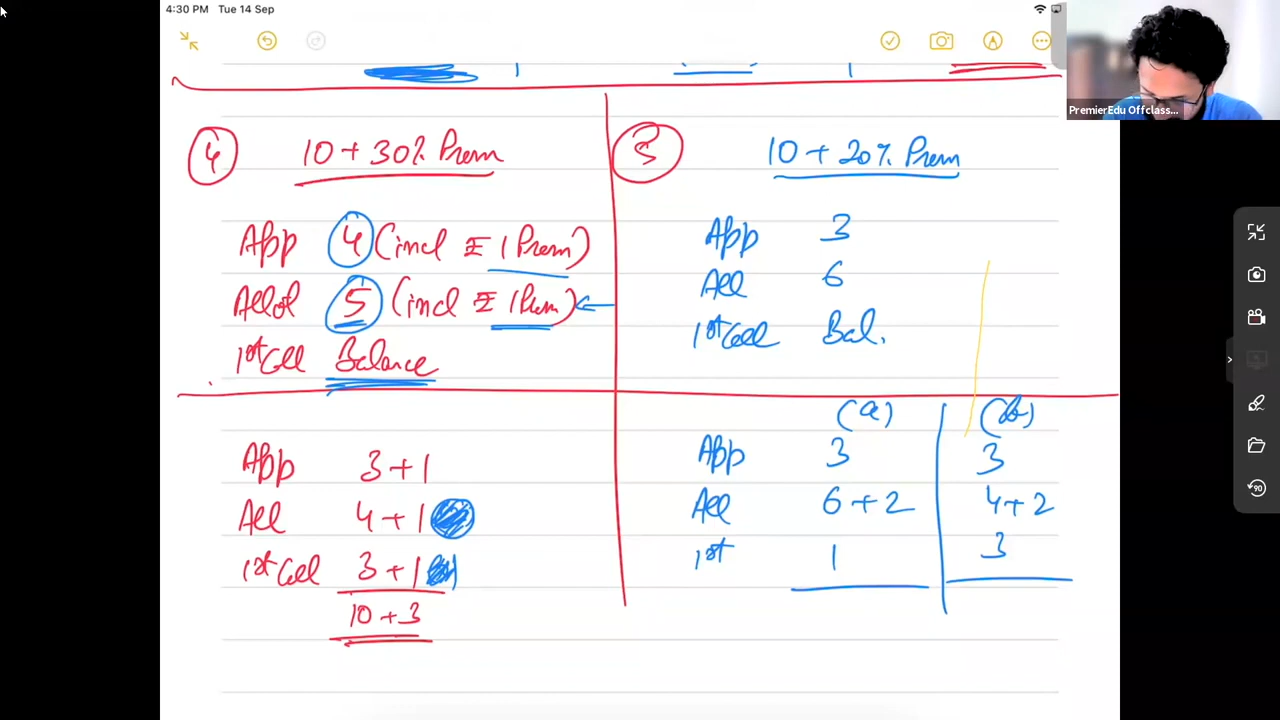 4:30 PM Tue 14 Sep
PremierEdu Offclass...
4
10 + 30% Prem
App 4 (incl ₹ 1 Prem)
Allot 5 (incl ₹ 1 Prem)
1st Call Balance
App 3 + 1
All 4 + 1
1st Call 3 + 1
10 + 3
10 + 20% Prem
App 3
All 6
1st Call Bal.
(a) (b)
App 3 3
All 6 + 2 4 + 2
1st 1 3
90